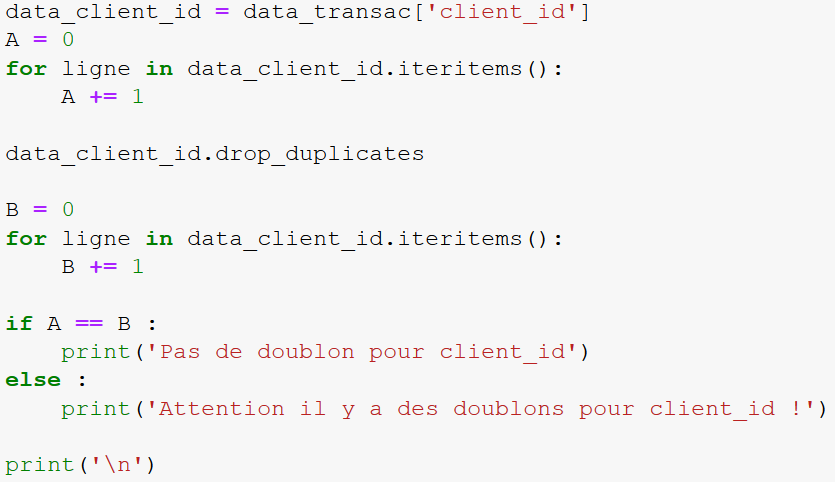 data_client_id = data_transac['client_id']
A = 0
for ligne in data_client_id.iteritems():
    A += 1
data_client_id.drop_duplicates
B = 0
for ligne in data_client_id.iteritems():
    B += 1
if A == B :
    print('Pas de doublon pour client_id')
else :
    print('Attention il y a des doublons pour client_id !')
print('\n')